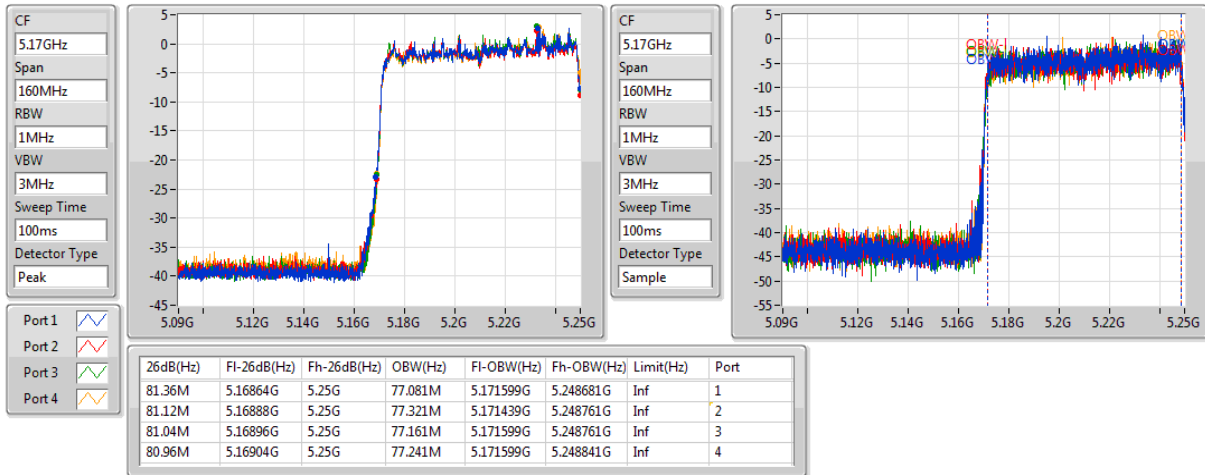 CF
5.17GHz
Span
160MHz
RBW
1MHz
VBW
3MHz
Sweep Time
100ms
Detector Type
Peak
5
0
-5
-10
-15
-20
-25
-30
-35
-40
-45
5.09G 5.12G 5.14G 5.16G 5.18G 5.2G 5.22G 5.25G
CF
5.17GHz
Span
160MHz
RBW
1MHz
VBW
3MHz
Sweep Time
100ms
Detector Type
Sample
5
0
-5
-10
-15
-20
-25
-30
-35
-40
-45
-50
-55
5.09G 5.12G 5.14G 5.16G 5.18G 5.2G 5.22G 5.25G
Port 1
Port 2
Port 3
Port 4
26dB(Hz) Fl-26dB(Hz) Fh-26dB(Hz) OBW(Hz) Fl-OBW(Hz) Fh-OBW(Hz) Limit(Hz) Port
81.36M 5.16864G 5.25G 77.081M 5.171599G 5.248681G Inf 1
81.12M 5.16888G 5.25G 77.321M 5.171439G 5.248761G Inf 2
81.04M 5.16896G 5.25G 77.161M 5.171599G 5.248761G Inf 3
80.96M 5.16904G 5.25G 77.241M 5.171599G 5.248841G Inf 4